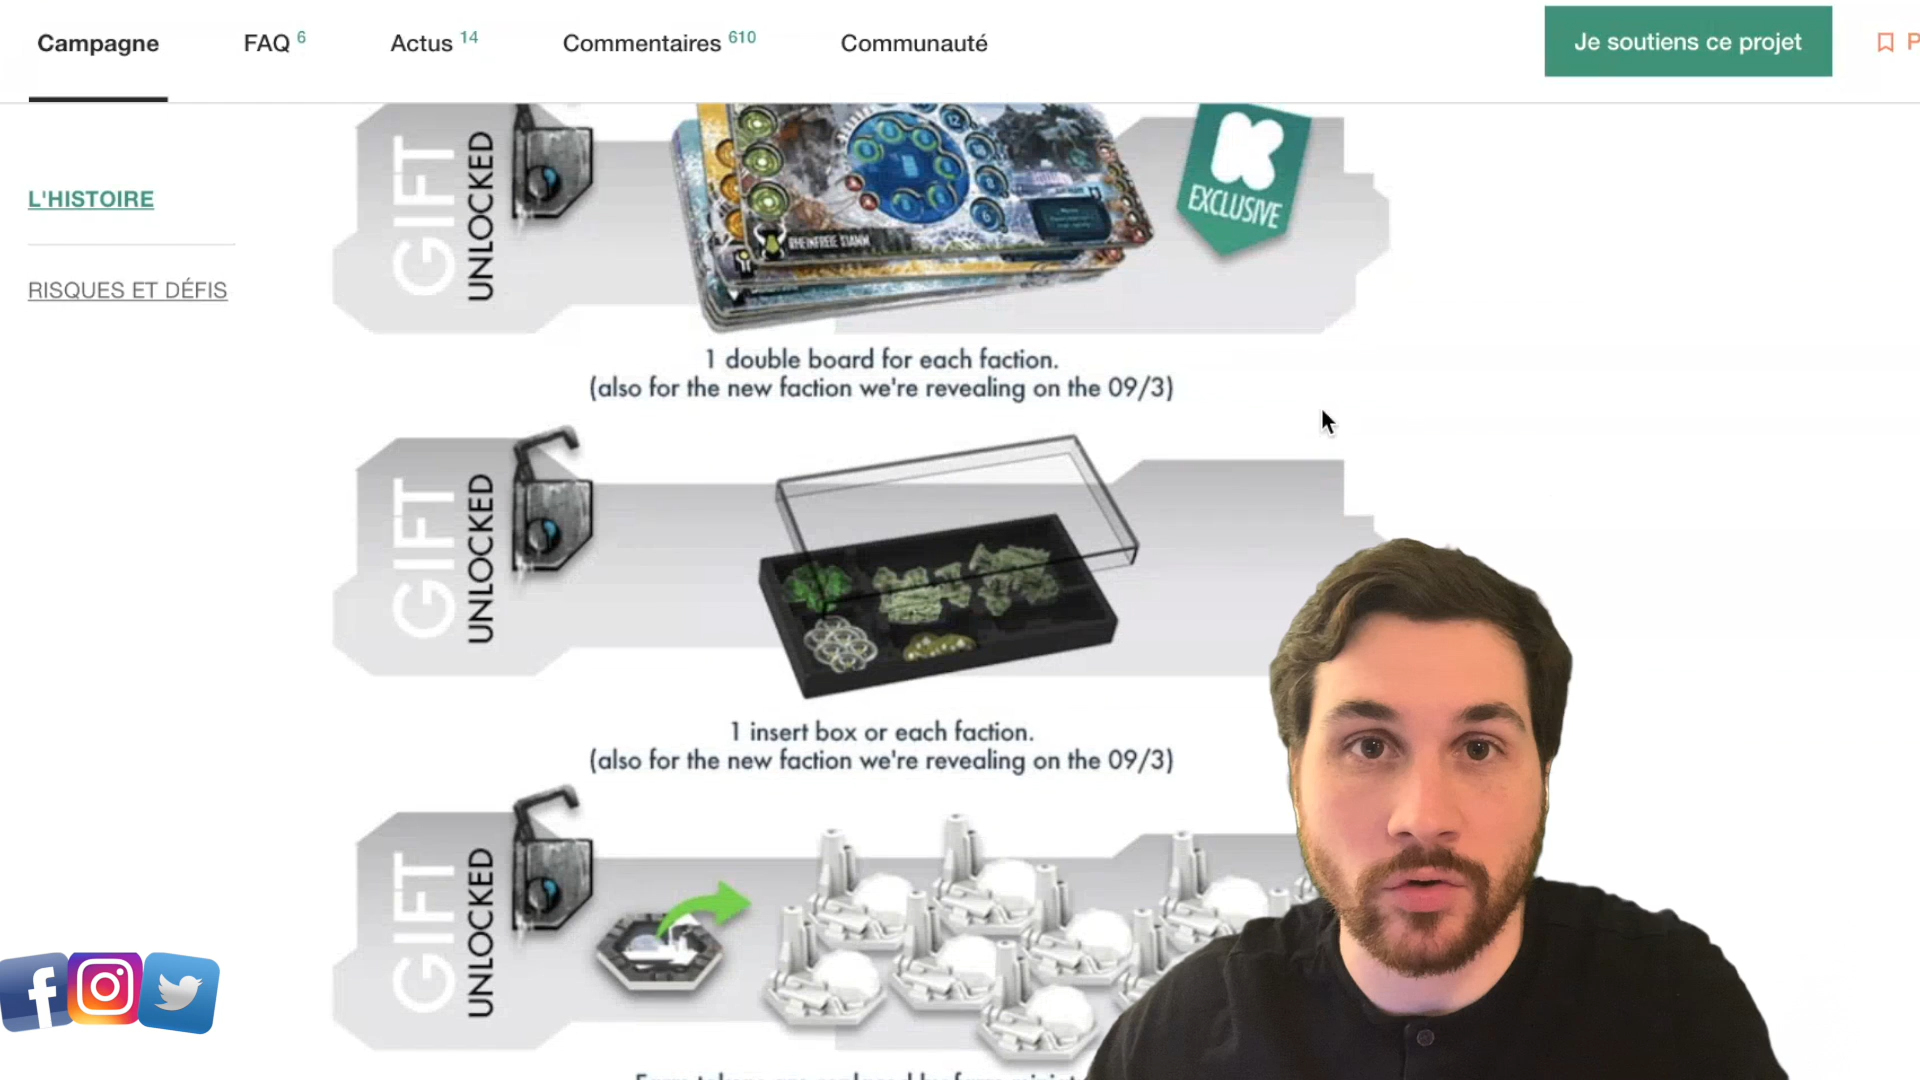 Campagne
FAQ 6
Actus 14
Commentaires 610
Communauté
Je soutiens ce projet
P
L'HISTOIRE
RISQUES ET DÉFIS
GIFT
UNLOCKED
RHEINFREIE STAMM
EXCLUSIVE
1 double board for each faction.
(also for the new faction we're revealing on the 09/3)
GIFT
UNLOCKED
1 insert box or each faction.
(also for the new faction we're revealing on the 09/3)
GIFT
UNLOCKED